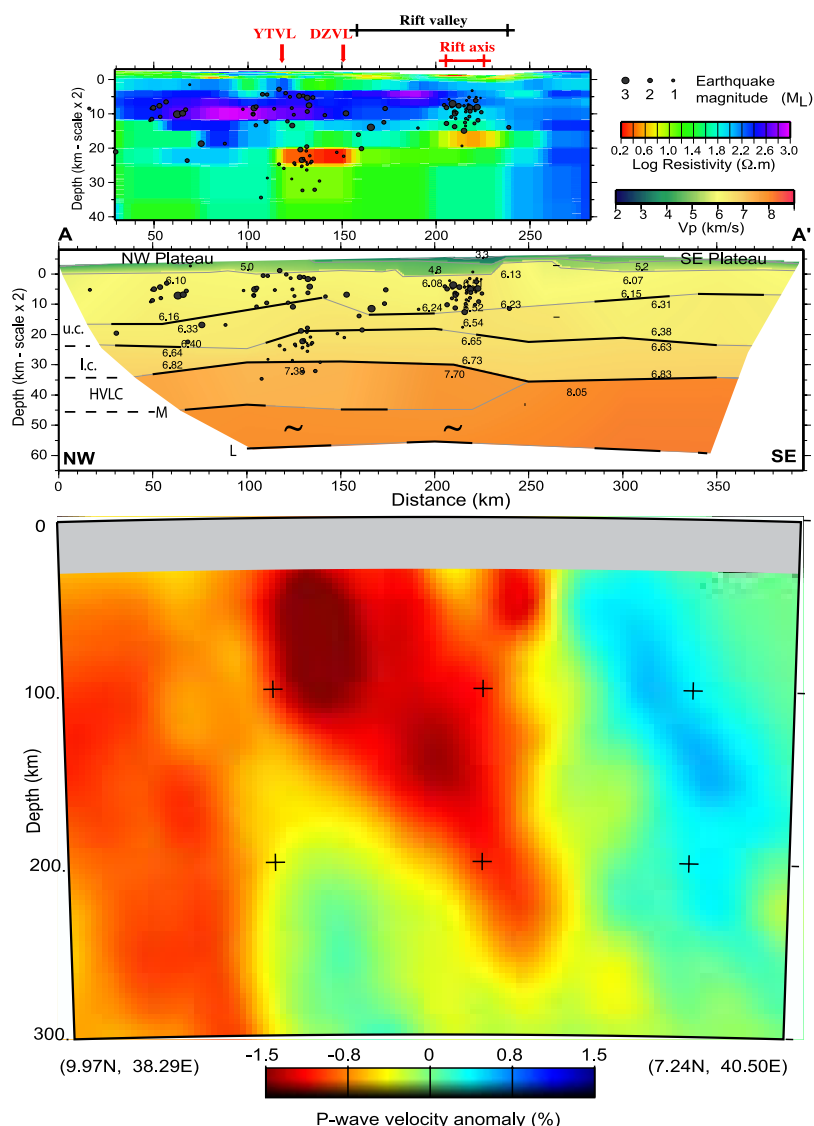 Rift valley
YTVL DZVL
Rift axis
Depth (km - scale x 2)
0
10
20
30
40
50 100 150 200 250
Earthquake magnitude (ML)
3 2 1
0.2 0.6 1.0 1.4 1.8 2.2 2.6 3.0
Log Resistivity (Ω.m)
2 4 6 8
Vp (km/s)
A A'
NW Plateau SE Plateau
Depth (km - scale x 2)
0
10
20
30
40
50
60
3.3
5.0 4.8 5.2
6.10 6.08 6.13 6.07
6.16 6.24 6.23 6.15 6.31
6.33 6.54 6.38
6.40 6.65 6.63
6.64
6.82 6.73 6.83
7.38 7.70 8.05
u.c.
l.c.
HVLC
M
L
~ ~
NW SE
0 50 100 150 200 250 300 350
Distance (km)
Depth (km)
0
100.
200.
300.
(9.97N, 38.29E) (7.24N, 40.50E)
-1.5 -0.8 0 0.8 1.5
P-wave velocity anomaly (%)